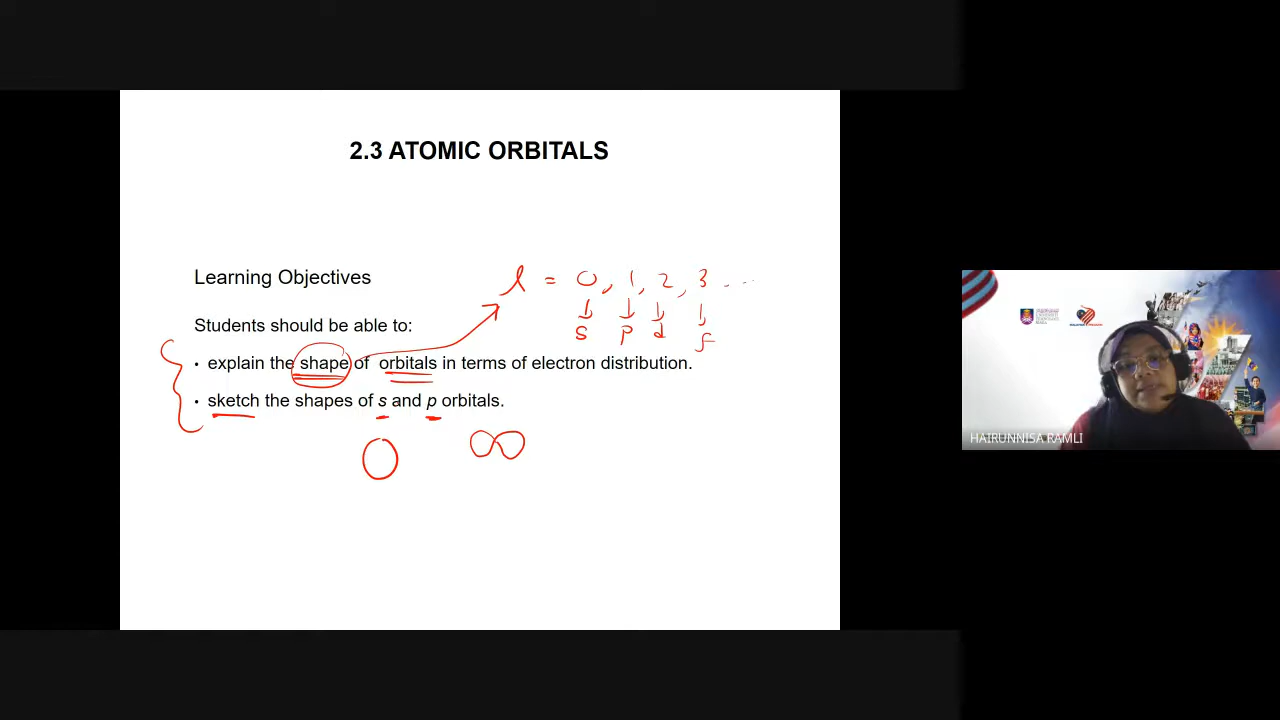 2.3 ATOMIC ORBITALS
Learning Objectives
l = 0, 1, 2, 3 ...
↓ ↓ ↓ ↓
s p d f
Students should be able to:
• explain the shape of orbitals in terms of electron distribution.
• sketch the shapes of s and p orbitals.
HAIRUNNISA RAMLI